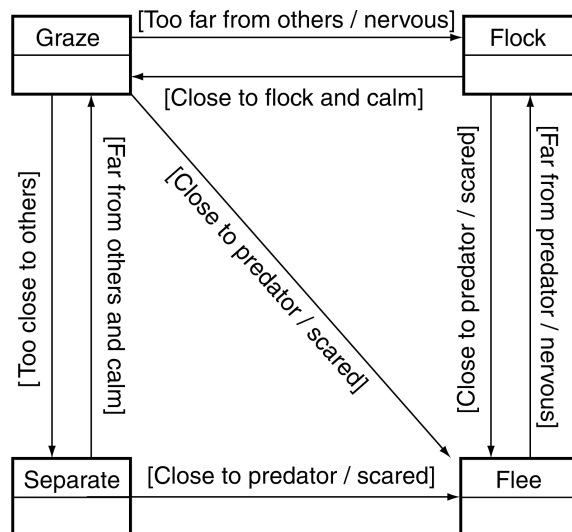 Graze
[Too far from others / nervous]
Flock
[Close to flock and calm]
[Too close to others]
[Far from others and calm]
[Close to predator / scared]
[Close to predator / scared]
[Far from predator / nervous]
Separate
[Close to predator / scared]
Flee